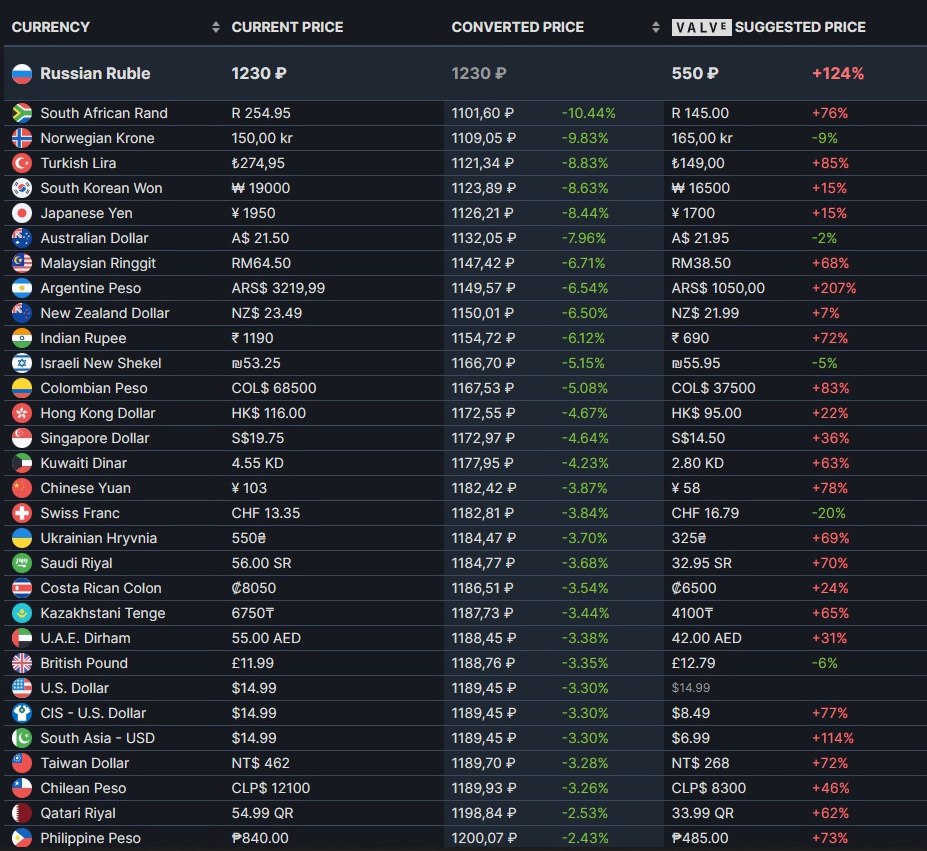 CURRENCY CURRENT PRICE CONVERTED PRICE VALVE SUGGESTED PRICE
Russian Ruble 1230 ₽ 1230 ₽ 550 ₽ +124%
South African Rand R 254.95 1101,60 ₽ -10.44% R 145.00 +76%
Norwegian Krone 150,00 kr 1109,05 ₽ -9.83% 165,00 kr -9%
Turkish Lira ₺274,95 1121,34 ₽ -8.83% ₺149,00 +85%
South Korean Won ₩ 19000 1123,89 ₽ -8.63% ₩ 16500 +15%
Japanese Yen ¥ 1950 1126,21 ₽ -8.44% ¥ 1700 +15%
Australian Dollar A$ 21.50 1132,05 ₽ -7.96% A$ 21.95 -2%
Malaysian Ringgit RM64.50 1147,42 ₽ -6.71% RM38.50 +68%
Argentine Peso ARS$ 3219,99 1149,57 ₽ -6.54% ARS$ 1050,00 +207%
New Zealand Dollar NZ$ 23.49 1150,01 ₽ -6.50% NZ$ 21.99 +7%
Indian Rupee ₹ 1190 1154,72 ₽ -6.12% ₹ 690 +72%
Israeli New Shekel ₪53.25 1166,70 ₽ -5.15% ₪55.95 -5%
Colombian Peso COL$ 68500 1167,53 ₽ -5.08% COL$ 37500 +83%
Hong Kong Dollar HK$ 116.00 1172,55 ₽ -4.67% HK$ 95.00 +22%
Singapore Dollar S$19.75 1172,97 ₽ -4.64% S$14.50 +36%
Kuwaiti Dinar 4.55 KD 1177,95 ₽ -4.23% 2.80 KD +63%
Chinese Yuan ¥ 103 1182,42 ₽ -3.87% ¥ 58 +78%
Swiss Franc CHF 13.35 1182,81 ₽ -3.84% CHF 16.79 -20%
Ukrainian Hryvnia 550₴ 1184,47 ₽ -3.70% 325₴ +69%
Saudi Riyal 56.00 SR 1184,77 ₽ -3.68% 32.95 SR +70%
Costa Rican Colon ₡8050 1186,51 ₽ -3.54% ₡6500 +24%
Kazakhstani Tenge 6750₸ 1187,73 ₽ -3.44% 4100₸ +65%
U.A.E. Dirham 55.00 AED 1188,45 ₽ -3.38% 42.00 AED +31%
British Pound £11.99 1188,76 ₽ -3.35% £12.79 -6%
U.S. Dollar $14.99 1189,45 ₽ -3.30% $14.99
CIS - U.S. Dollar $14.99 1189,45 ₽ -3.30% $8.49 +77%
South Asia - USD $14.99 1189,45 ₽ -3.30% $6.99 +114%
Taiwan Dollar NT$ 462 1189,70 ₽ -3.28% NT$ 268 +72%
Chilean Peso CLP$ 12100 1189,93 ₽ -3.26% CLP$ 8300 +46%
Qatari Riyal 54.99 QR 1198,84 ₽ -2.53% 33.99 QR +62%
Philippine Peso ₱840.00 1200,07 ₽ -2.43% ₱485.00 +73%